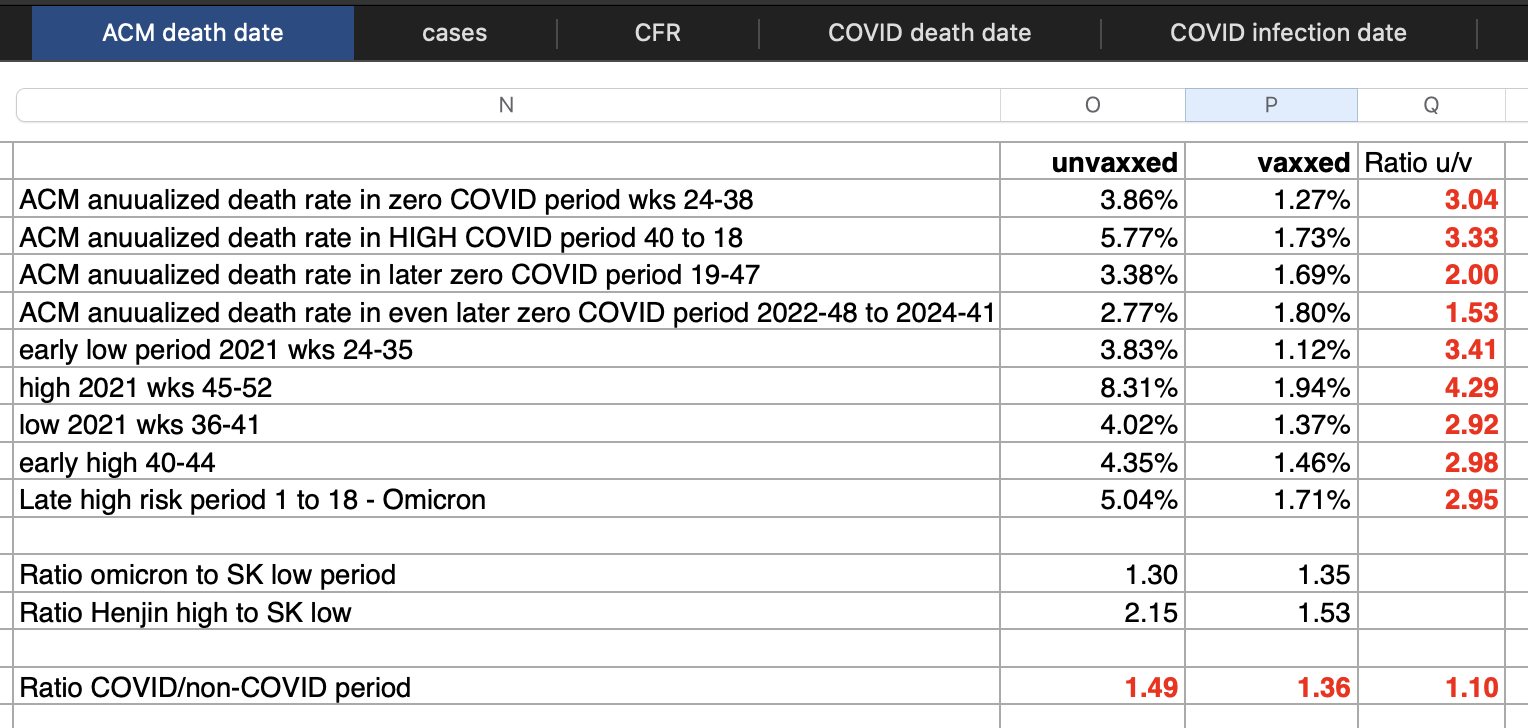 ACM death date cases CFR COVID death date COVID infection date
N O P Q
unvaxxed vaxxed Ratio u/v
ACM anuualized death rate in zero COVID period wks 24-38 3.86% 1.27% 3.04
ACM anuualized death rate in HIGH COVID period 40 to 18 5.77% 1.73% 3.33
ACM anuualized death rate in later zero COVID period 19-47 3.38% 1.69% 2.00
ACM anuualized death rate in even later zero COVID period 2022-48 to 2024-41 2.77% 1.80% 1.53
early low period 2021 wks 24-35 3.83% 1.12% 3.41
high 2021 wks 45-52 8.31% 1.94% 4.29
low 2021 wks 36-41 4.02% 1.37% 2.92
early high 40-44 4.35% 1.46% 2.98
Late high risk period 1 to 18 - Omicron 5.04% 1.71% 2.95
Ratio omicron to SK low period 1.30 1.35
Ratio Henjin high to SK low 2.15 1.53
Ratio COVID/non-COVID period 1.49 1.36 1.10